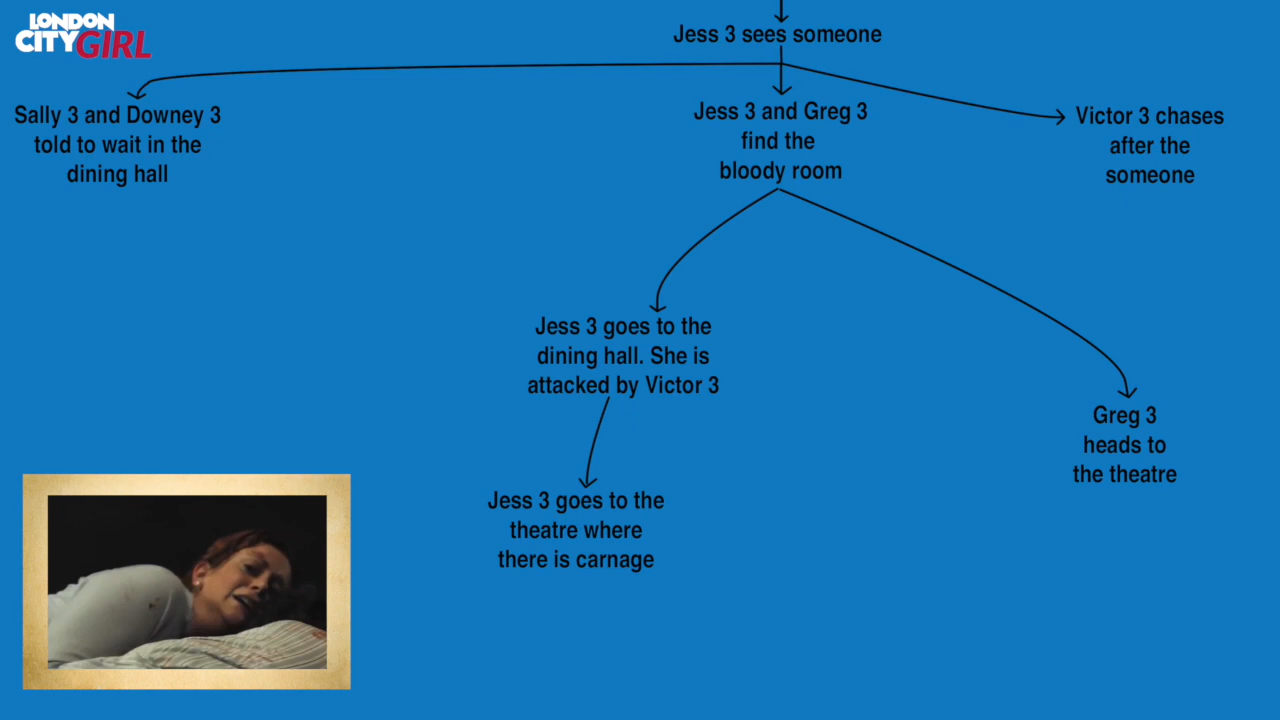 LONDON
CITY GIRL
Jess 3 sees someone
Sally 3 and Downey 3
told to wait in the
dining hall
Jess 3 and Greg 3
find the
bloody room
Victor 3 chases
after the
someone
Jess 3 goes to the
dining hall. She is
attacked by Victor 3
Greg 3
heads to
the theatre
Jess 3 goes to the
theatre where
there is carnage